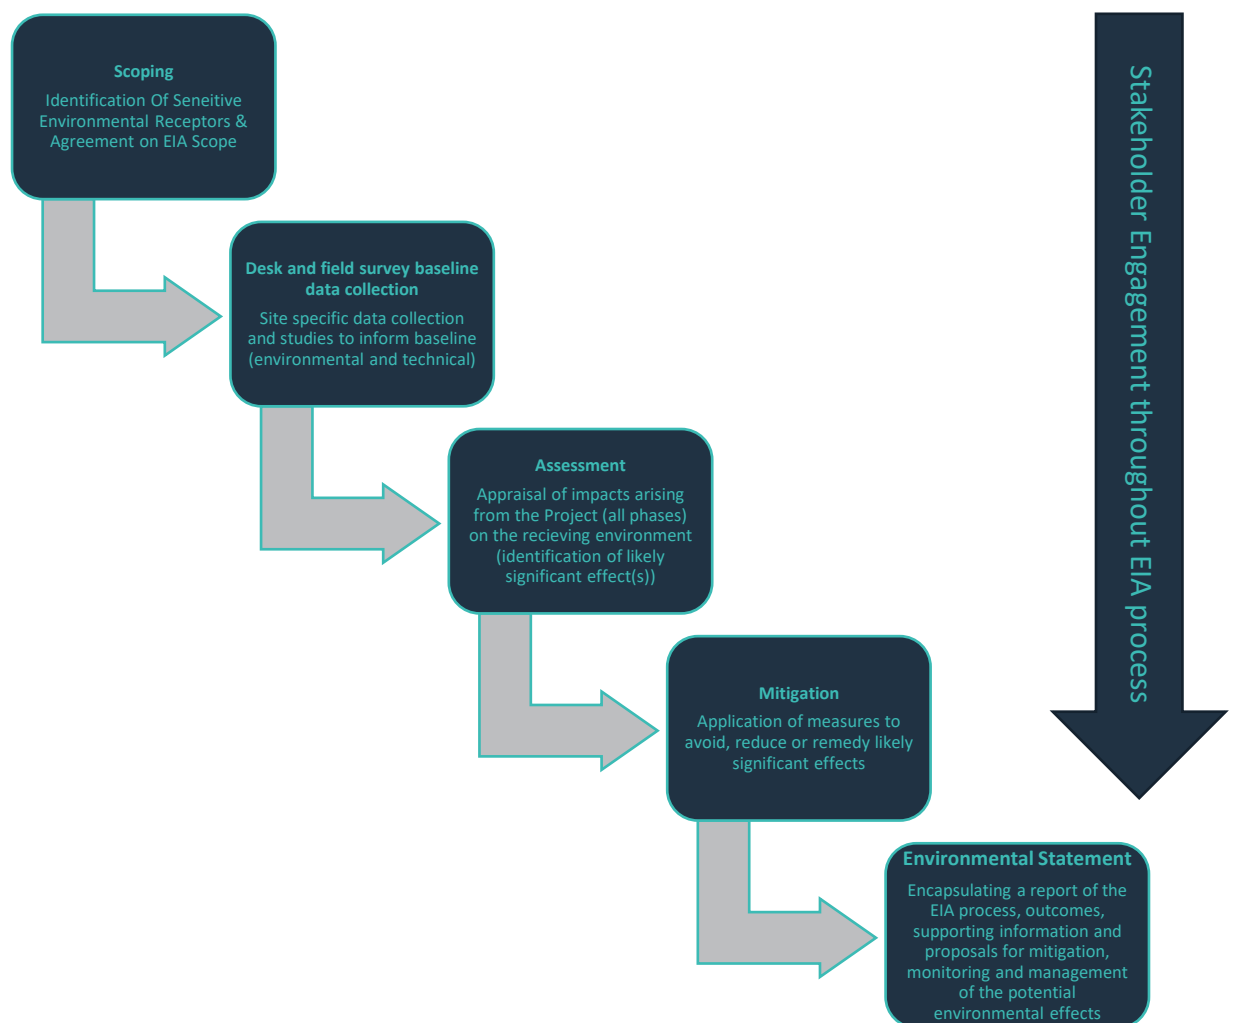 Scoping
Identification Of Seneitive
Environmental Receptors &
Agreement on EIA Scope
Desk and field survey baseline
data collection
Site specific data collection
and studies to inform baseline
(environmental and technical)
Assessment
Appraisal of impacts arising
from the Project (all phases)
on the recieving environment
(identification of likely
significant effect(s))
Mitigation
Application of measures to
avoid, reduce or remedy likely
significant effects
Environmental Statement
Encapsulating a report of the
EIA process, outcomes,
supporting information and
proposals for mitigation,
monitoring and management
of the potential
environmental effects
Stakeholder Engagement throughout EIA process